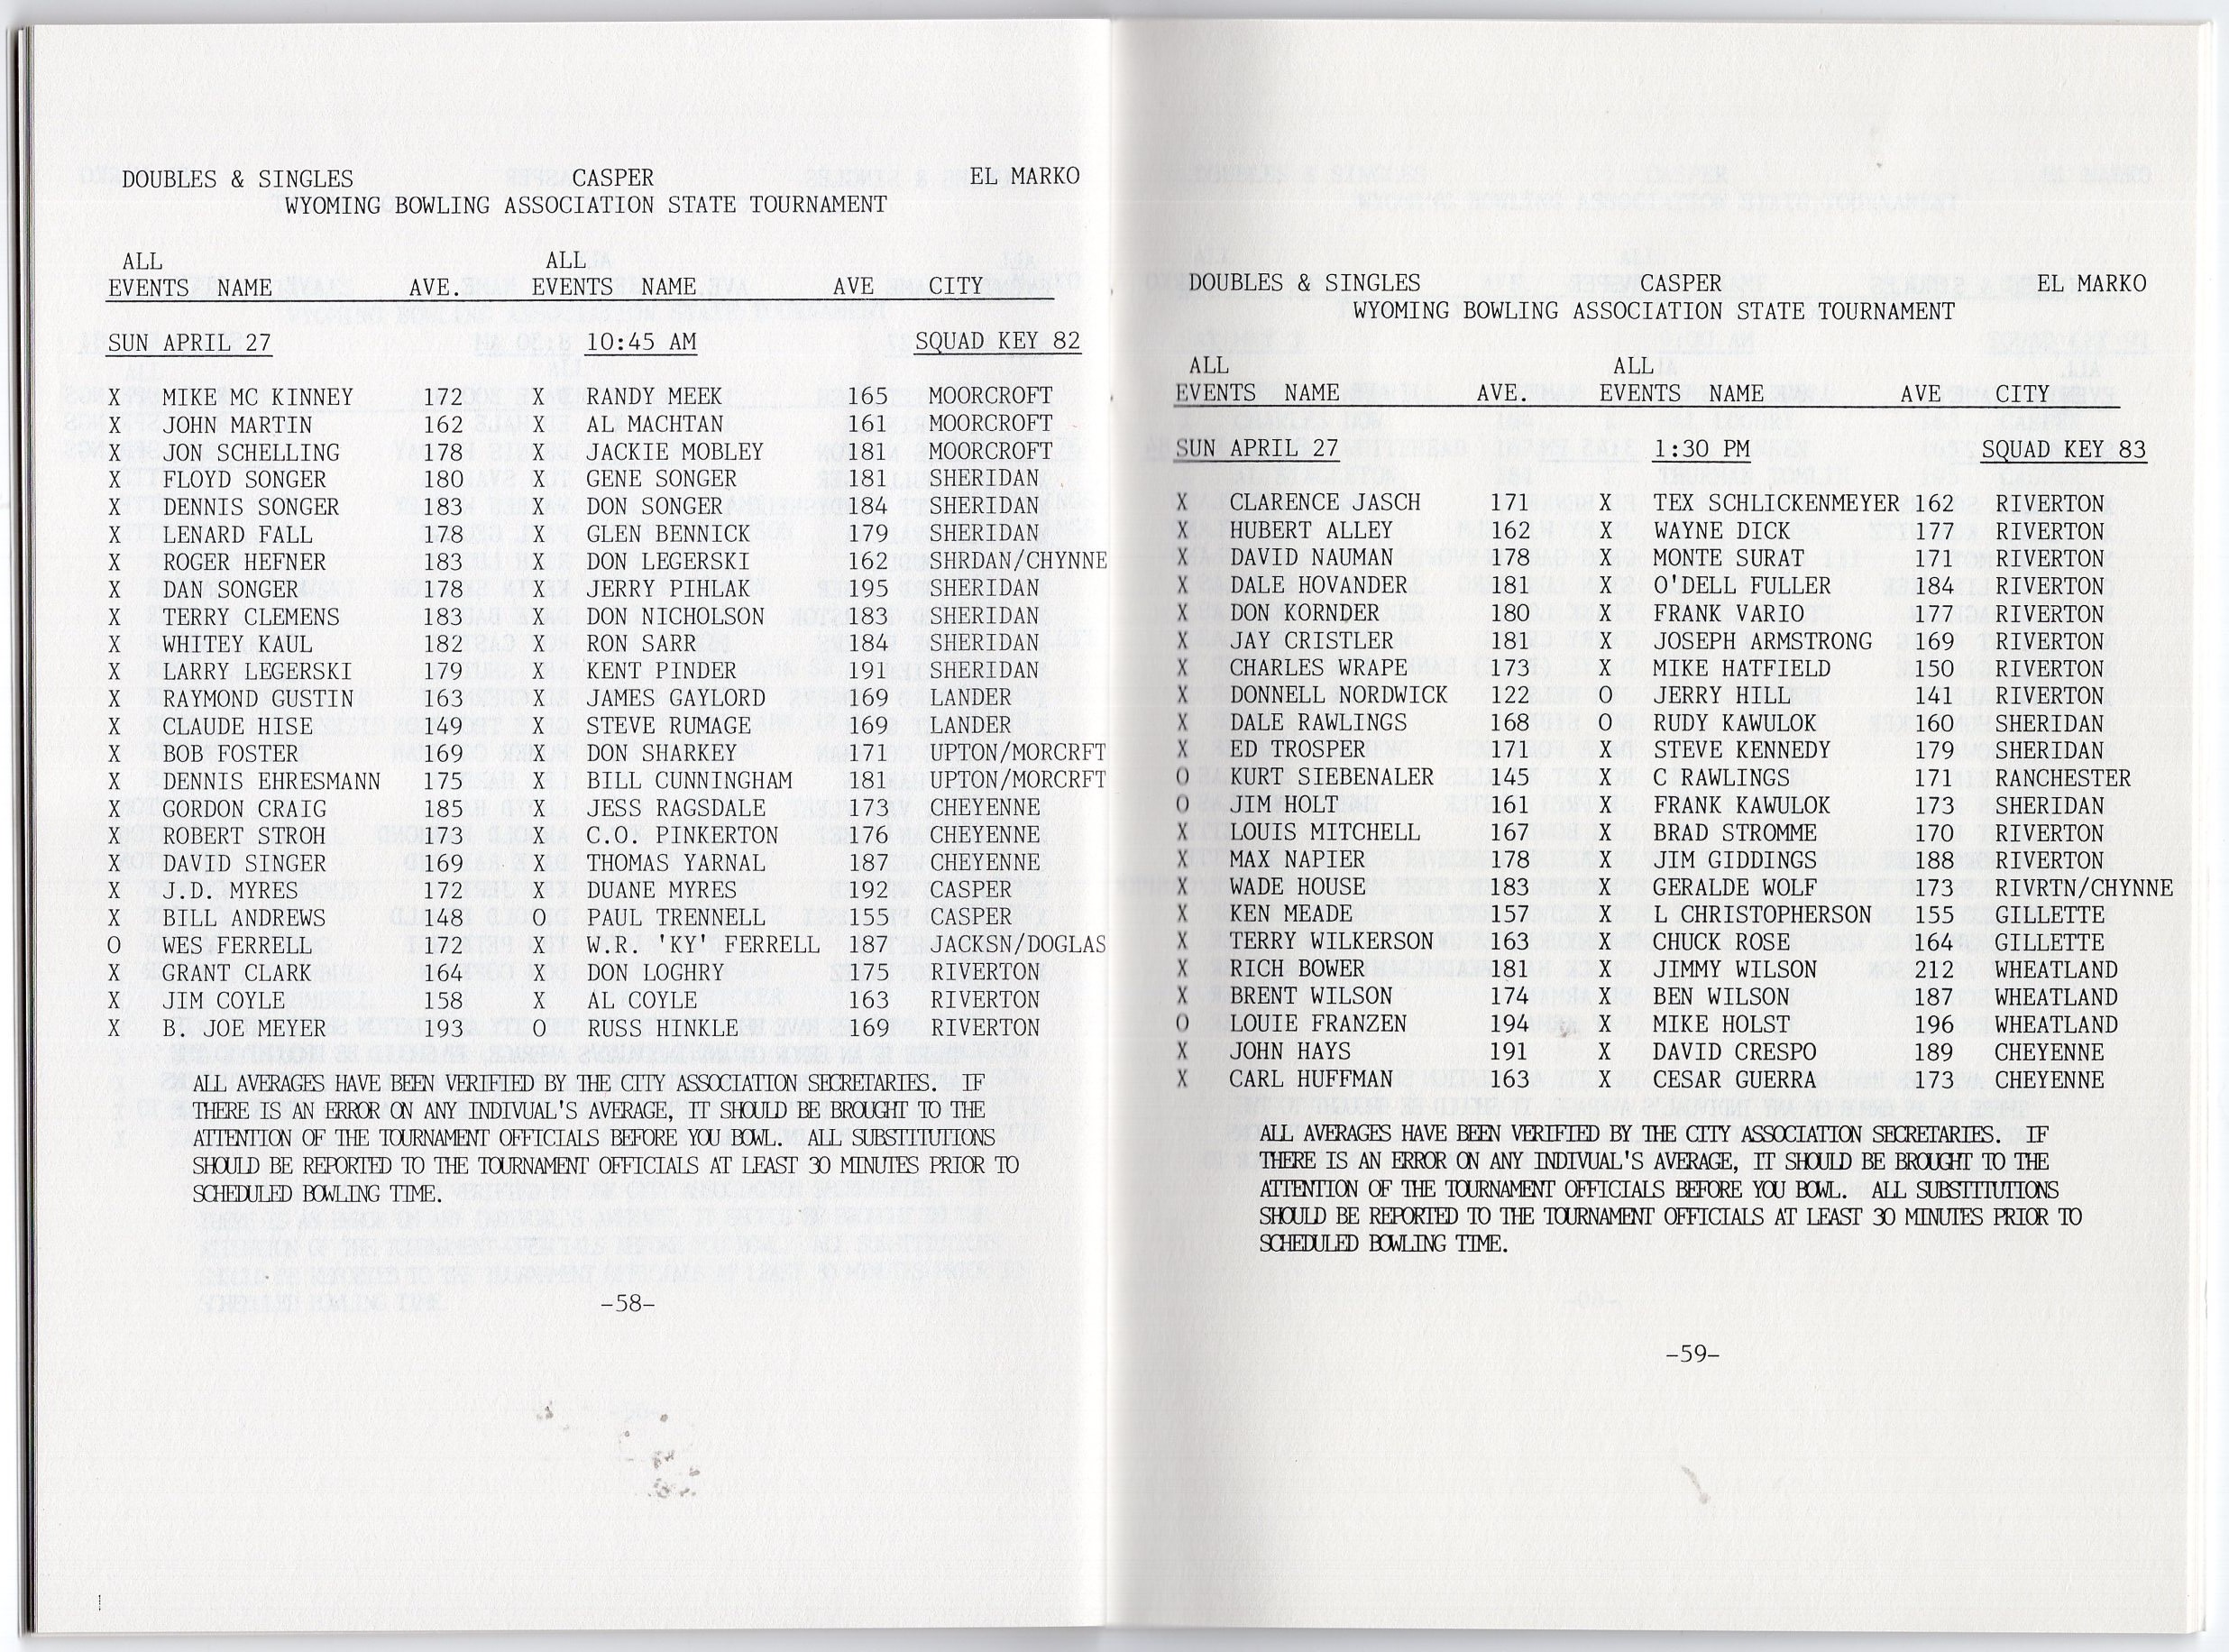 DOUBLES & SINGLES CASPER EL MARKO
WYOMING BOWLING ASSOCIATION STATE TOURNAMENT
ALL ALL
EVENTS NAME AVE. EVENTS NAME AVE CITY
SUN APRIL 27 10:45 AM SQUAD KEY 82
X MIKE MC KINNEY 172 X RANDY MEEK 165 MOORCROFT
X JOHN MARTIN 162 X AL MACHTAN 161 MOORCROFT
X JON SCHELLING 178 X JACKIE MOBLEY 181 MOORCROFT
X FLOYD SONGER 180 X GENE SONGER 181 SHERIDAN
X DENNIS SONGER 183 X DON SONGER 184 SHERIDAN
X LENARD FALL 178 X GLEN BENNICK 179 SHERIDAN
X ROGER HEFNER 183 X DON LEGERSKI 162 SHRDAN/CHYNNE
X DAN SONGER 178 X JERRY PIHLAK 195 SHERIDAN
X TERRY CLEMENS 183 X DON NICHOLSON 183 SHERIDAN
X WHITEY KAUL 182 X RON SARR 184 SHERIDAN
X LARRY LEGERSKI 179 X KENT PINDER 191 SHERIDAN
X RAYMOND GUSTIN 163 X JAMES GAYLORD 169 LANDER
X CLAUDE HISE 149 X STEVE RUMAGE 169 LANDER
X BOB FOSTER 169 X DON SHARKEY 171 UPTON/MORCRFT
X DENNIS EHRESMANN 175 X BILL CUNNINGHAM 181 UPTON/MORCRFT
X GORDON CRAIG 185 X JESS RAGSDALE 173 CHEYENNE
X ROBERT STROH 173 X C.O. PINKERTON 176 CHEYENNE
X DAVID SINGER 169 X THOMAS YARNAL 187 CHEYENNE
X J.D. MYRES 172 X DUANE MYRES 192 CASPER
X BILL ANDREWS 148 O PAUL TRENNELL 155 CASPER
O WES FERRELL 172 X W.R. 'KY' FERRELL 187 JACKSN/DOGLAS
X GRANT CLARK 164 X DON LOGHRY 175 RIVERTON
X JIM COYLE 158 X AL COYLE 163 RIVERTON
X B. JOE MEYER 193 O RUSS HINKLE 169 RIVERTON
ALL AVERAGES HAVE BEEN VERIFIED BY THE CITY ASSOCIATION SECRETARIES. IF
THERE IS AN ERROR ON ANY INDIVUAL'S AVERAGE, IT SHOULD BE BROUGHT TO THE
ATTENTION OF THE TOURNAMENT OFFICIALS BEFORE YOU BOWL. ALL SUBSTITUTIONS
SHOULD BE REPORTED TO THE TOURNAMENT OFFICIALS AT LEAST 30 MINUTES PRIOR TO
SCHEDULED BOWLING TIME.
-58-
DOUBLES & SINGLES CASPER EL MARKO
WYOMING BOWLING ASSOCIATION STATE TOURNAMENT
ALL ALL
EVENTS NAME AVE. EVENTS NAME AVE CITY
SUN APRIL 27 1:30 PM SQUAD KEY 83
X CLARENCE JASCH 171 X TEX SCHLICKENMEYER 162 RIVERTON
X HUBERT ALLEY 162 X WAYNE DICK 177 RIVERTON
X DAVID NAUMAN 178 X MONTE SURAT 171 RIVERTON
X DALE HOVANDER 181 X O'DELL FULLER 184 RIVERTON
X DON KORNDER 180 X FRANK VARIO 177 RIVERTON
X JAY CRISTLER 181 X JOSEPH ARMSTRONG 169 RIVERTON
X CHARLES WRAPE 173 X MIKE HATFIELD 150 RIVERTON
X DONNELL NORDWICK 122 O JERRY HILL 141 RIVERTON
X DALE RAWLINGS 168 O RUDY KAWULOK 160 SHERIDAN
X ED TROSPER 171 X STEVE KENNEDY 179 SHERIDAN
O KURT SIEBENALER 145 X C RAWLINGS 171 RANCHESTER
O JIM HOLT 161 X FRANK KAWULOK 173 SHERIDAN
X LOUIS MITCHELL 167 X BRAD STROMME 170 RIVERTON
X MAX NAPIER 178 X JIM GIDDINGS 188 RIVERTON
X WADE HOUSE 183 X GERALDE WOLF 173 RIVRTN/CHYNNE
X KEN MEADE 157 X L CHRISTOPHERSON 155 GILLETTE
X TERRY WILKERSON 163 X CHUCK ROSE 164 GILLETTE
X RICH BOWER 181 X JIMMY WILSON 212 WHEATLAND
X BRENT WILSON 174 X BEN WILSON 187 WHEATLAND
O LOUIE FRANZEN 194 X MIKE HOLST 196 WHEATLAND
X JOHN HAYS 191 X DAVID CRESPO 189 CHEYENNE
X CARL HUFFMAN 163 X CESAR GUERRA 173 CHEYENNE
ALL AVERAGES HAVE BEEN VERIFIED BY THE CITY ASSOCIATION SECRETARIES. IF
THERE IS AN ERROR ON ANY INDIVUAL'S AVERAGE, IT SHOULD BE BROUGHT TO THE
ATTENTION OF THE TOURNAMENT OFFICIALS BEFORE YOU BOWL. ALL SUBSTITUTIONS
SHOULD BE REPORTED TO THE TOURNAMENT OFFICIALS AT LEAST 30 MINUTES PRIOR TO
SCHEDULED BOWLING TIME.
-59-